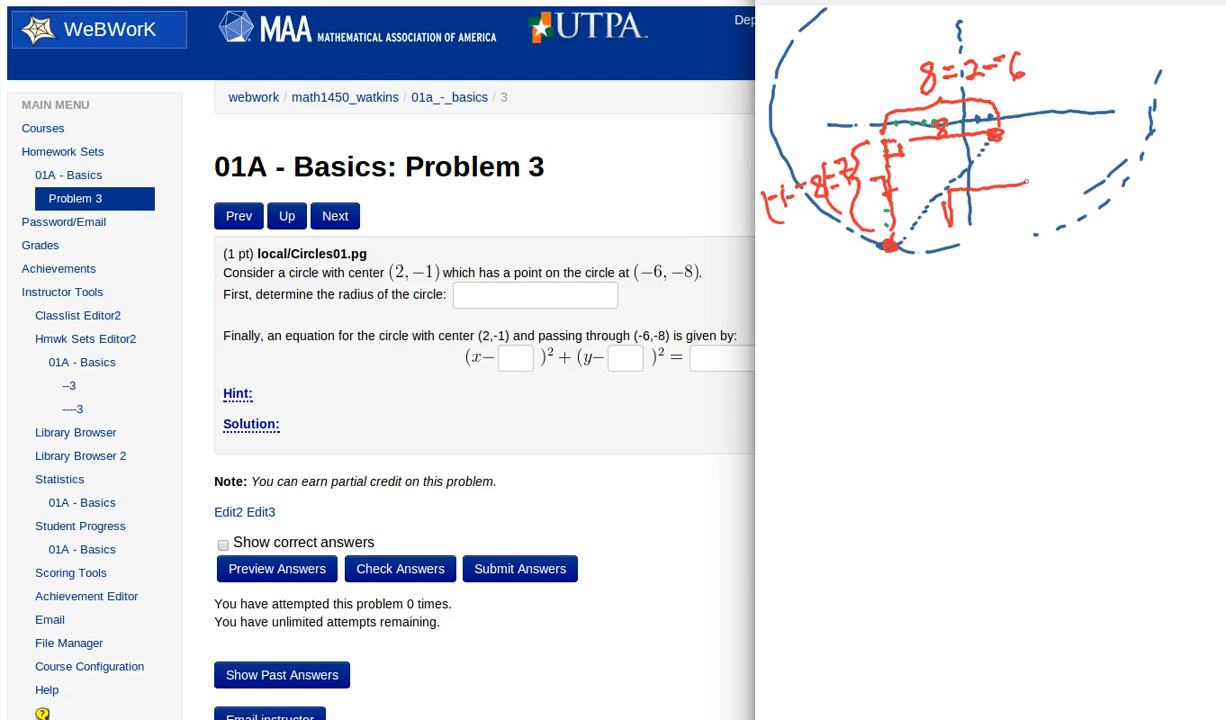 WeBWorK
MAA MATHEMATICAL ASSOCIATION OF AMERICA
UTPA
Dep
MAIN MENU
Courses
Homework Sets
01A - Basics
Problem 3
Password/Email
Grades
Achievements
Instructor Tools
Classlist Editor2
Hmwk Sets Editor2
01A - Basics
--3
----3
Library Browser
Library Browser 2
Statistics
01A - Basics
Student Progress
01A - Basics
Scoring Tools
Achievement Editor
Email
File Manager
Course Configuration
Help
?
webwork / math1450_watkins / 01a_-_basics / 3
01A - Basics: Problem 3
Prev Up Next
(1 pt) local/Circles01.pg
Consider a circle with center (2, −1) which has a point on the circle at (−6, −8).
First, determine the radius of the circle:
Finally, an equation for the circle with center (2,-1) and passing through (-6,-8) is given by:
(x− )² + (y− )² =
Hint:
Solution:
Note: You can earn partial credit on this problem.
Edit2 Edit3
Show correct answers
Preview Answers Check Answers Submit Answers
You have attempted this problem 0 times.
You have unlimited attempts remaining.
Show Past Answers
Email instructor
8=2-−6
8